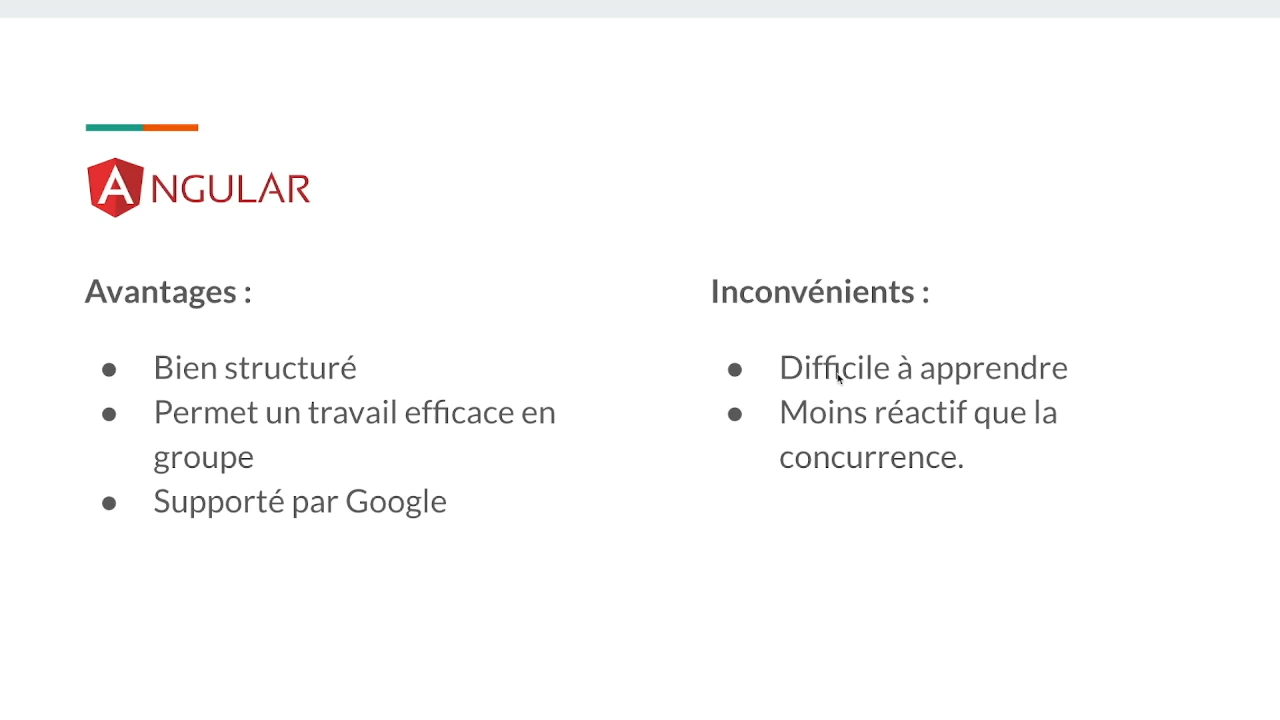 ANGULAR
Avantages :
● Bien structuré
● Permet un travail efficace en
groupe
● Supporté par Google
Inconvénients :
● Difficile à apprendre
● Moins réactif que la
concurrence.